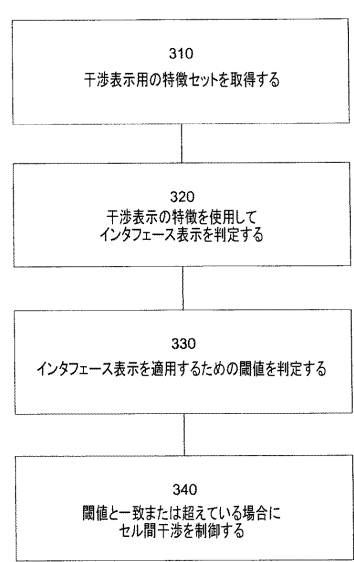 310
干渉表示用の特徴セットを取得する
320
干渉表示の特徴を使用して
インタフェース表示を判定する
330
インタフェース表示を適用するための閾値を判定する
340
閾値と一致または超えている場合に
セル間干渉を制御する